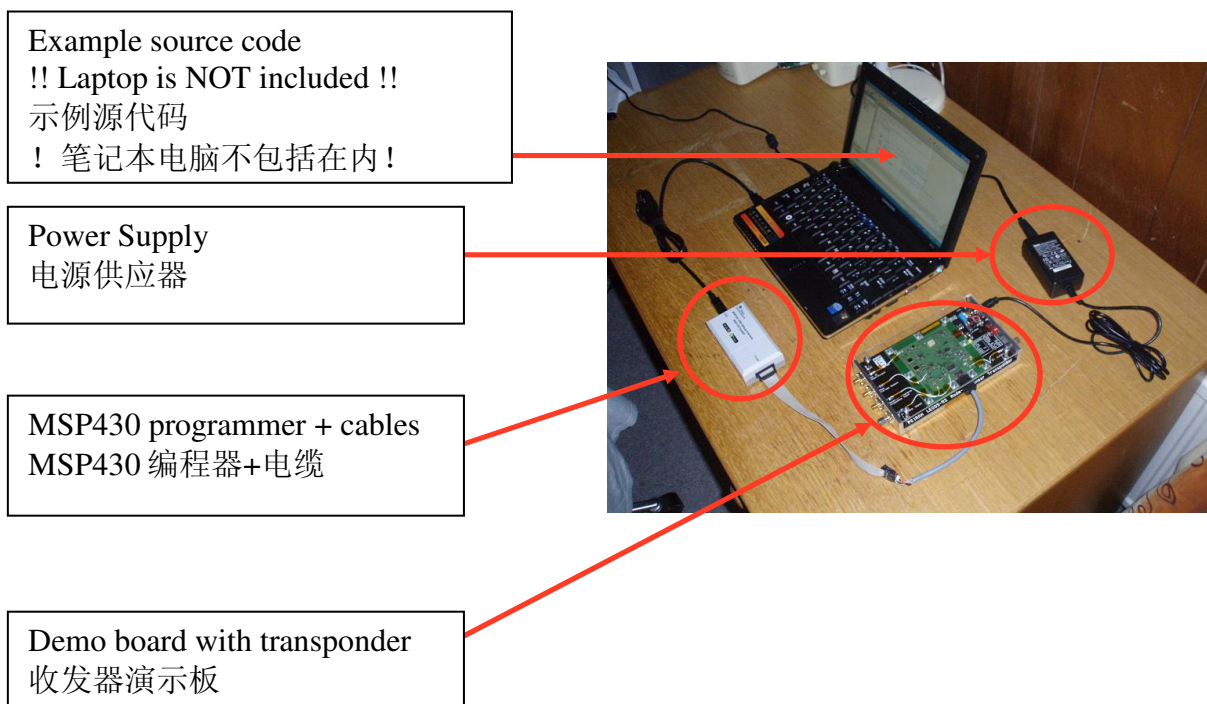 Example source code
!! Laptop is NOT included !!
示例源代码
！笔记本电脑不包括在内！
Power Supply
电源供应器
MSP430 programmer + cables
MSP430 编程器+电缆
Demo board with transponder
收发器演示板